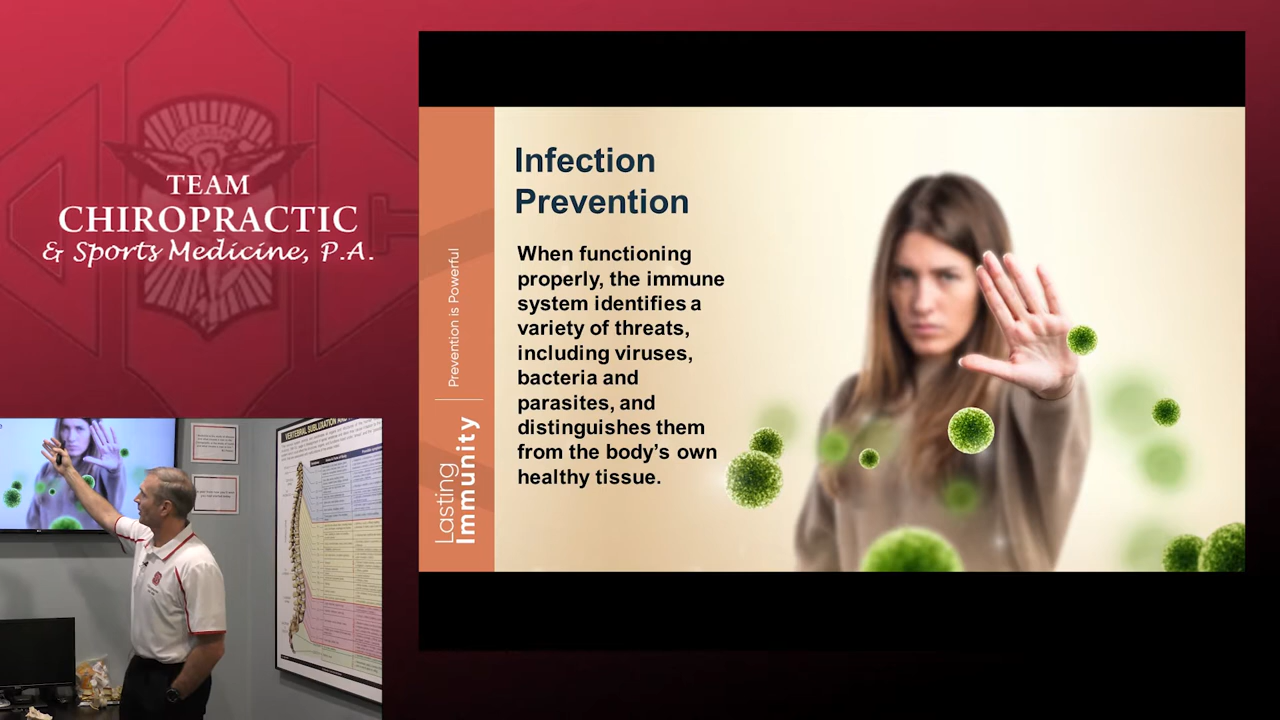 TEAM
CHIROPRACTIC
& Sports Medicine, P.A.
Infection
Prevention
When functioning
properly, the immune
system identifies a
variety of threats,
including viruses,
bacteria and
parasites, and
distinguishes them
from the body's own
healthy tissue.
Lasting
Immunity
Prevention is Powerful
VERTEBRAL SUBLUXATION AND